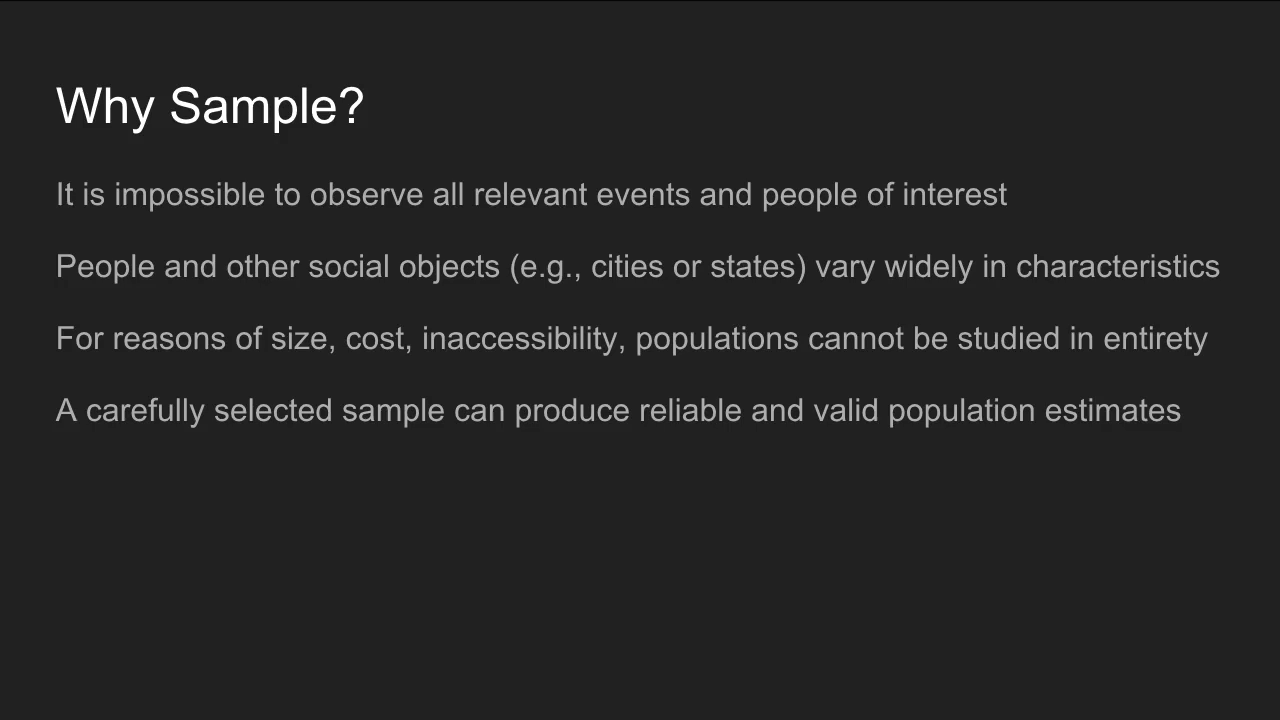 Why Sample?
It is impossible to observe all relevant events and people of interest
People and other social objects (e.g., cities or states) vary widely in characteristics
For reasons of size, cost, inaccessibility, populations cannot be studied in entirety
A carefully selected sample can produce reliable and valid population estimates